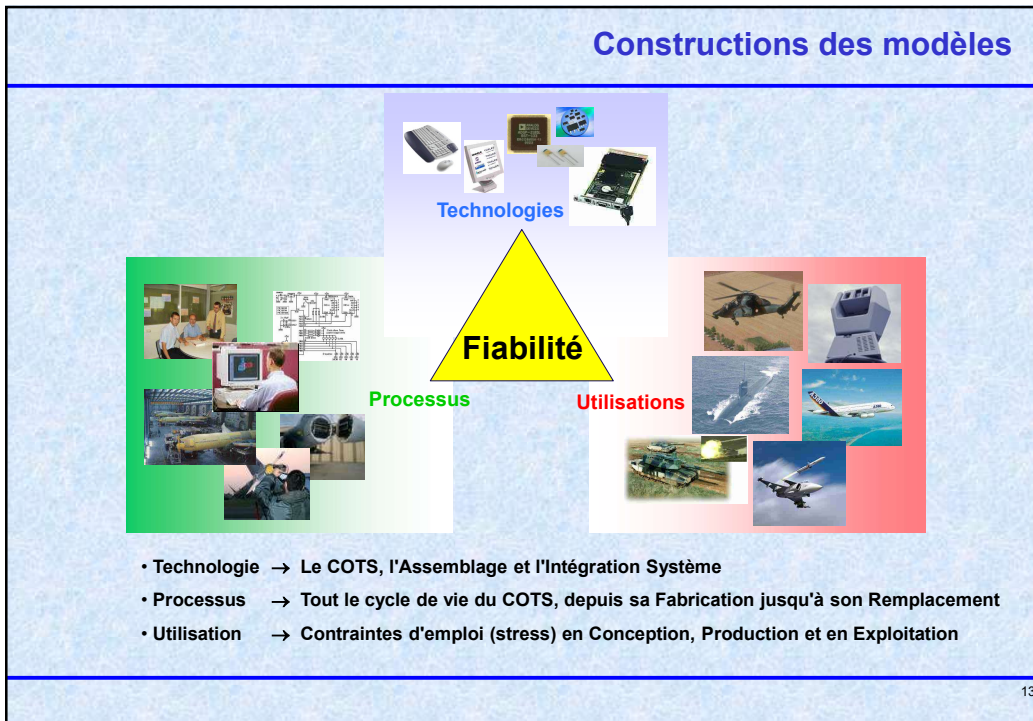 Constructions des modèles
Technologies
Fiabilité
Processus
Utilisations
• Technologie → Le COTS, l'Assemblage et l'Intégration Système
• Processus → Tout le cycle de vie du COTS, depuis sa Fabrication jusqu'à son Remplacement
• Utilisation → Contraintes d'emploi (stress) en Conception, Production et en Exploitation
13